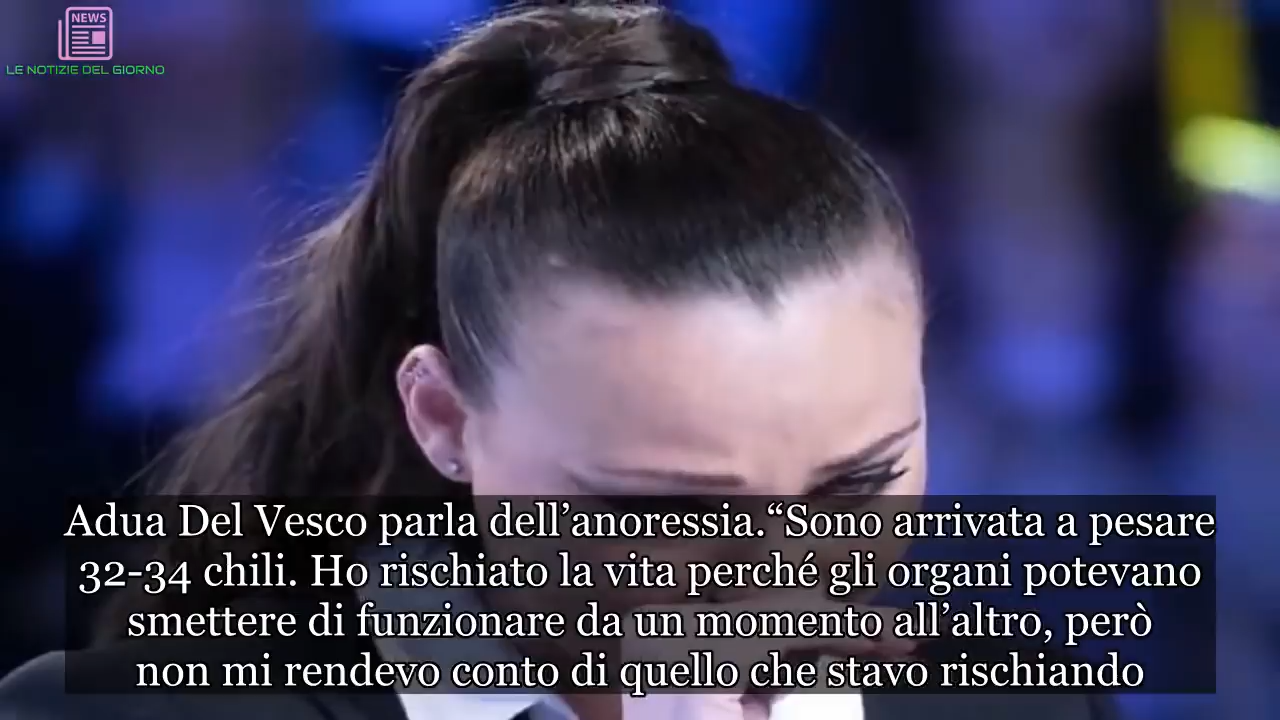 NEWS
LE NOTIZIE DEL GIORNO
Adua Del Vesco parla dell’anoressia.“Sono arrivata a pesare
32-34 chili. Ho rischiato la vita perché gli organi potevano
smettere di funzionare da un momento all’altro, però
non mi rendevo conto di quello che stavo rischiando